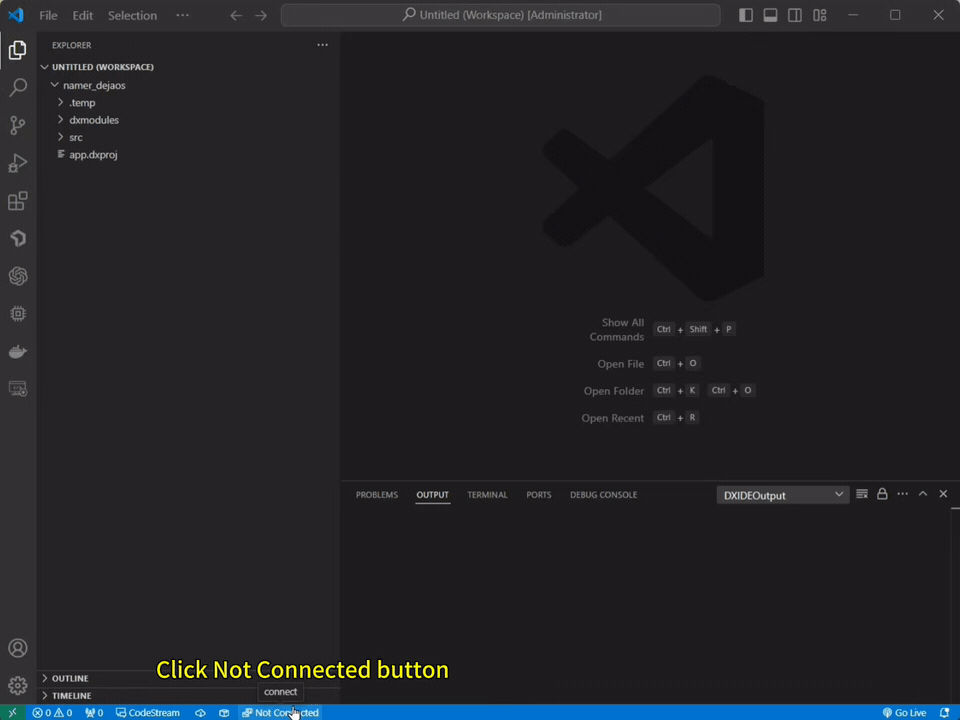 File Edit Selection ··· Untitled (Workspace) [Administrator]
EXPLORER ···
UNTITLED (WORKSPACE)
namer_dejaos
.temp
dxmodules
src
app.dxproj
Show All Commands Ctrl + Shift + P
Open File Ctrl + O
Open Folder Ctrl + K Ctrl + O
Open Recent Ctrl + R
PROBLEMS OUTPUT TERMINAL PORTS DEBUG CONSOLE DXIDEOutput ···
Click Not Connected button
OUTLINE
connect
TIMELINE
0 0 0 CodeStream Not Connected Go Live